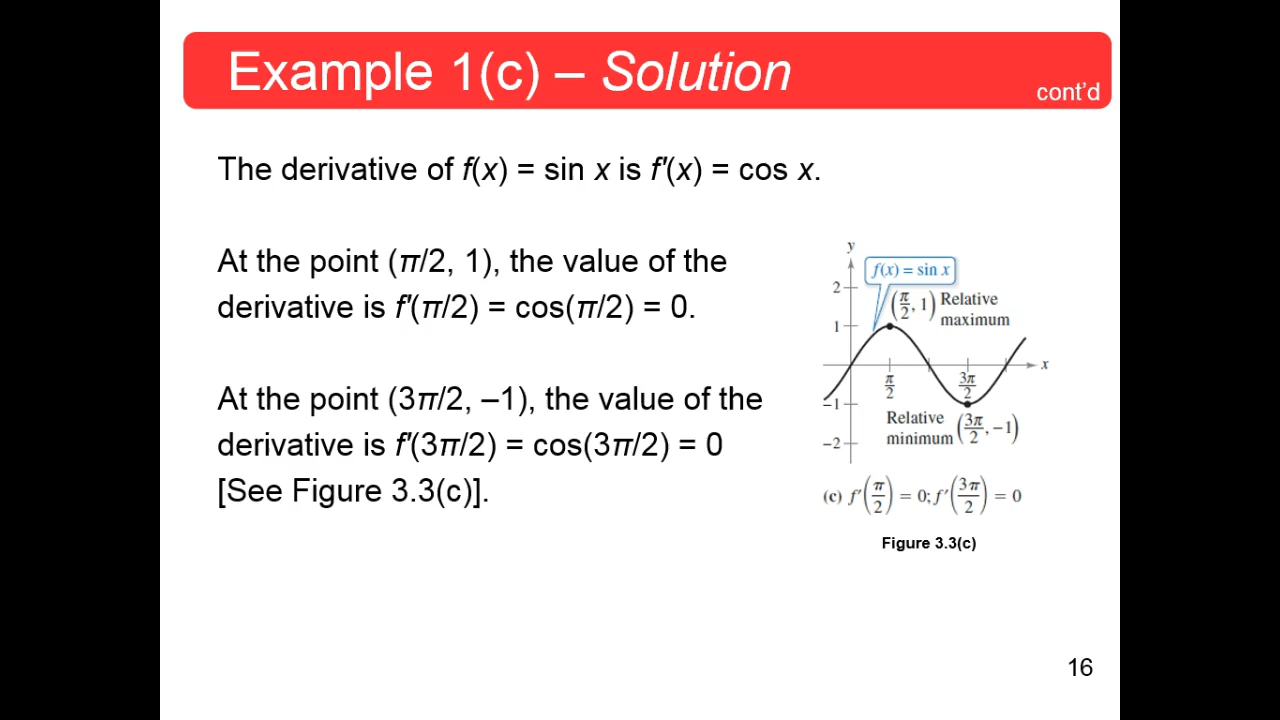 Example 1(c) – Solution
cont’d
The derivative of f(x) = sin x is f′(x) = cos x.
At the point (π/2, 1), the value of the
derivative is f′(π/2) = cos(π/2) = 0.
At the point (3π/2, –1), the value of the
derivative is f′(3π/2) = cos(3π/2) = 0
[See Figure 3.3(c)].
y
f(x) = sin x
2
(π/2, 1) Relative
maximum
1
x
π/2
3π/2
−1
Relative
minimum (3π/2, −1)
−2
(c) f′(π/2) = 0; f′(3π/2) = 0
Figure 3.3(c)
16